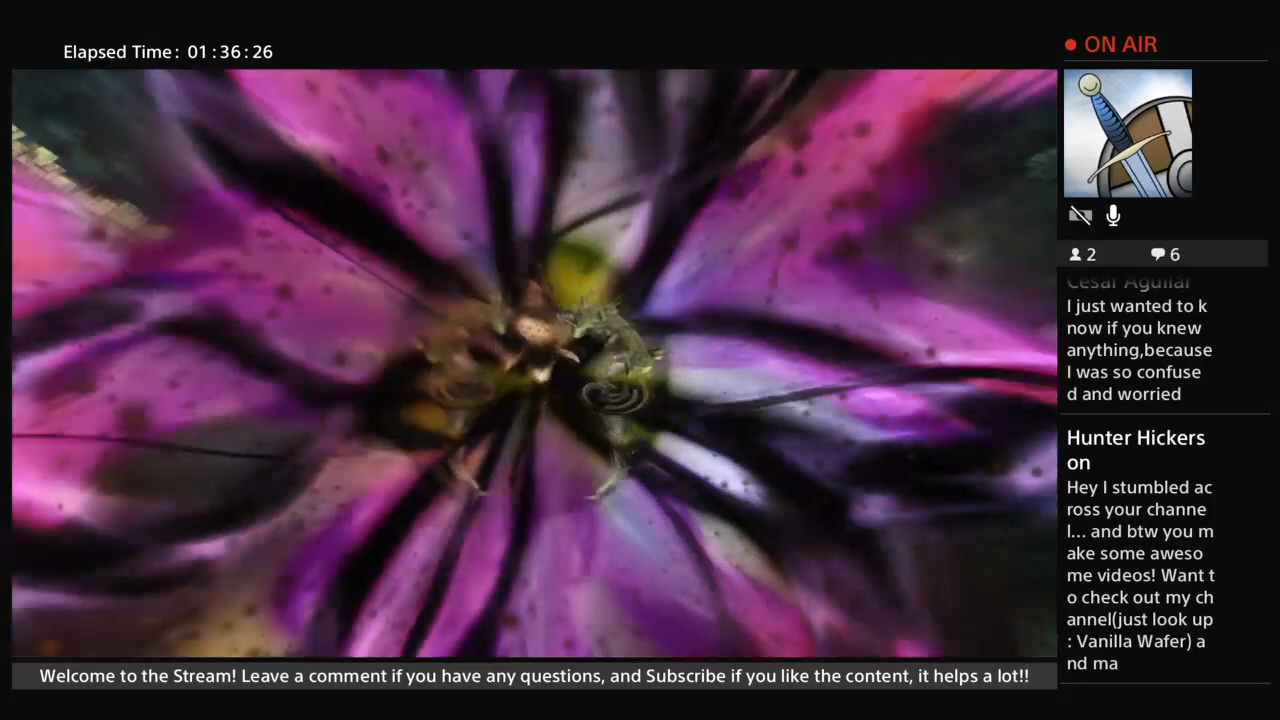 Elapsed Time: 01:36:26
ON AIR
2
6
Cesar Aguilar
I just wanted to k
now if you knew
anything,because
I was so confuse
d and worried
Hunter Hickers
on
Hey I stumbled ac
ross your channe
l... and btw you m
ake some aweso
me videos! Want t
o check out my ch
annel(just look up
: Vanilla Wafer) a
nd ma
Welcome to the Stream! Leave a comment if you have any questions, and Subscribe if you like the content, it helps a lot!!